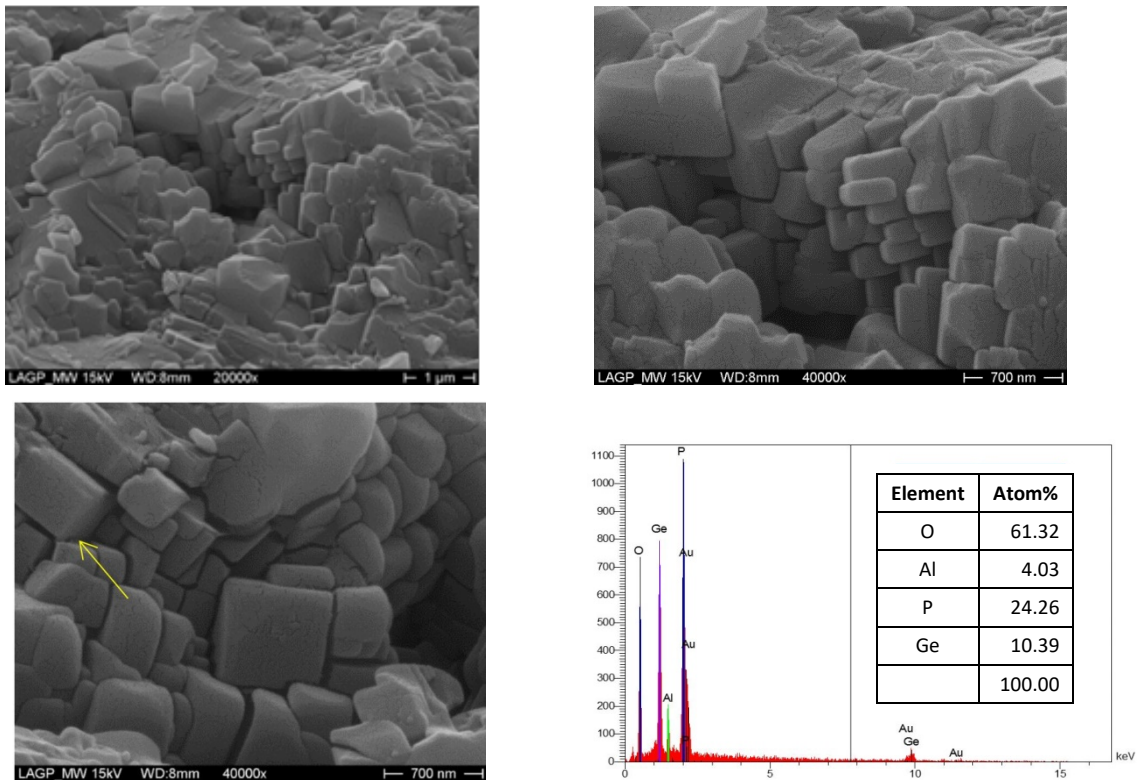 LAGP_MW 15kV WD:8mm 20000x 1 µm
LAGP_MW 15kV WD:8mm 40000x 700 nm
LAGP_MW 15kV WD:8mm 40000x 700 nm
1100
1000
900
800
700
600
500
400
300
200
100
0
P
Ge
O
Au
Au
Al
Au
Ge
Au
0 5 10 15 keV
Element Atom%
O 61.32
Al 4.03
P 24.26
Ge 10.39
100.00